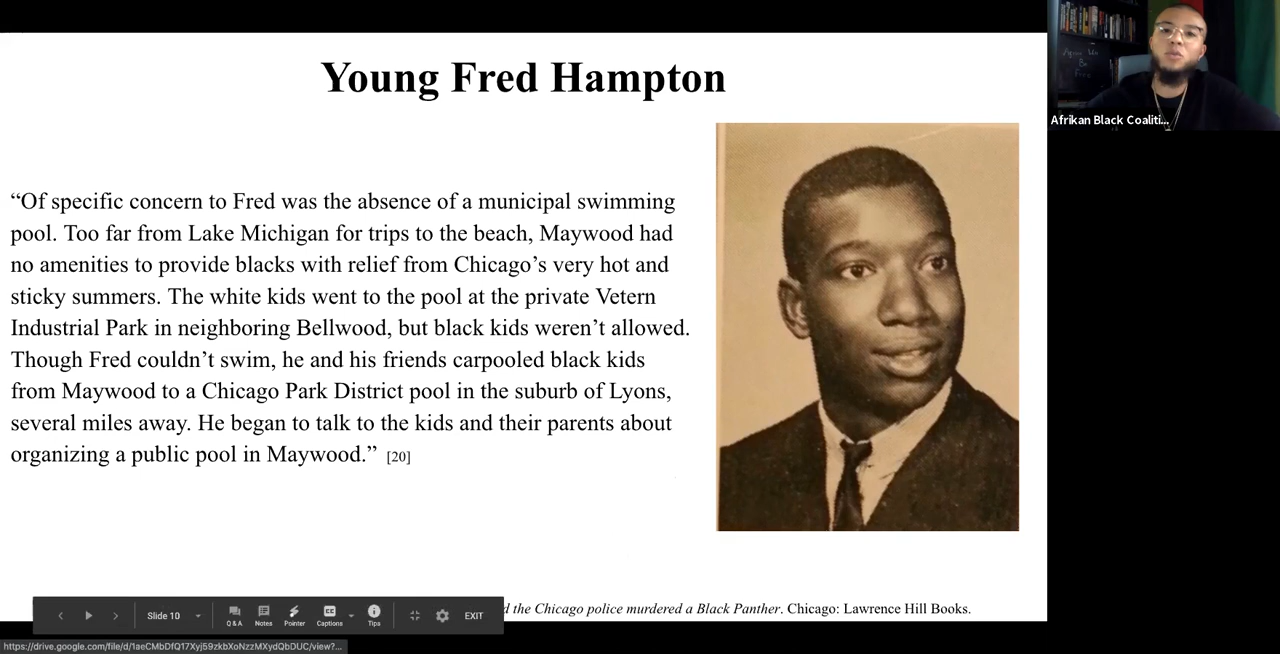 Young Fred Hampton
“Of specific concern to Fred was the absence of a municipal swimming
pool. Too far from Lake Michigan for trips to the beach, Maywood had
no amenities to provide blacks with relief from Chicago’s very hot and
sticky summers. The white kids went to the pool at the private Vetern
Industrial Park in neighboring Bellwood, but black kids weren’t allowed.
Though Fred couldn’t swim, he and his friends carpooled black kids
from Maywood to a Chicago Park District pool in the suburb of Lyons,
several miles away. He began to talk to the kids and their parents about
organizing a public pool in Maywood.” [20]
d the Chicago police murdered a Black Panther. Chicago: Lawrence Hill Books.
Slide 10
Q & A
Notes
Pointer
CC
Captions
Tips
EXIT
https://drive.google.com/file/d/1aeCMbDfQ17Xyj59zkbXoNzzMXydQbDUC/view?...
Afrikan Black Coaliti...